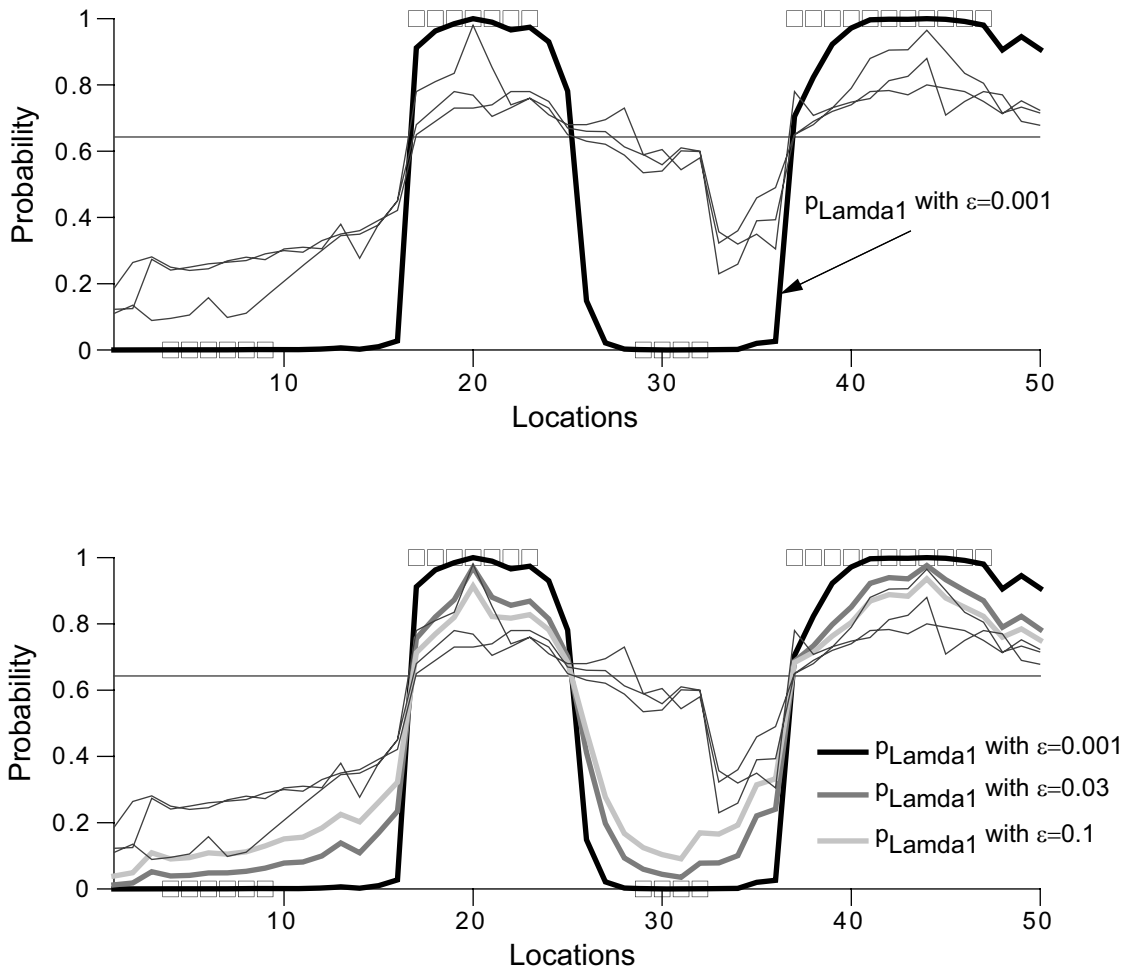 1
0.8
0.6
0.4
0.2
0
Probability
pLamda1 with ε=0.001
10
20
30
40
50
Locations
1
0.8
0.6
0.4
0.2
0
Probability
pLamda1 with ε=0.001
pLamda1 with ε=0.03
pLamda1 with ε=0.1
10
20
30
40
50
Locations